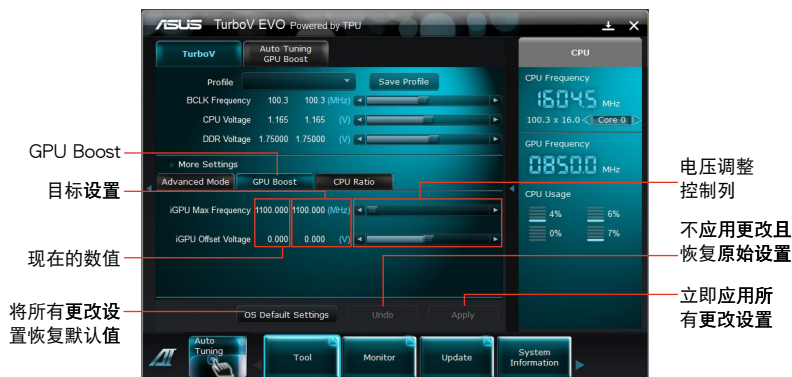 ASUS TurboV EVO Powered by TPU
TurboV
Auto Tuning
GPU Boost
CPU
Profile
Save Profile
BCLK Frequency 100.3 100.3 (MHz)
CPU Voltage 1.165 1.165 (V)
DDR Voltage 1.75000 1.75000 (V)
CPU Frequency
1604.5 MHz
100.3 x 16.0 Core 0
GPU Frequency
0850.0 MHz
CPU Usage
4% 6%
0% 7%
More Settings
Advanced Mode GPU Boost CPU Ratio
iGPU Max Frequency 1100.000 1100.000 (MHz)
iGPU Offset Voltage 0.000 0.000 (V)
OS Default Settings Undo Apply
Auto
Tuning
Tool
Monitor
Update
System
Information
GPU Boost
目标设置
现在的数值
将所有更改设
置恢复默认值
电压调整
控制列
不应用更改且
恢复原始设置
立即应用所
有更改设置